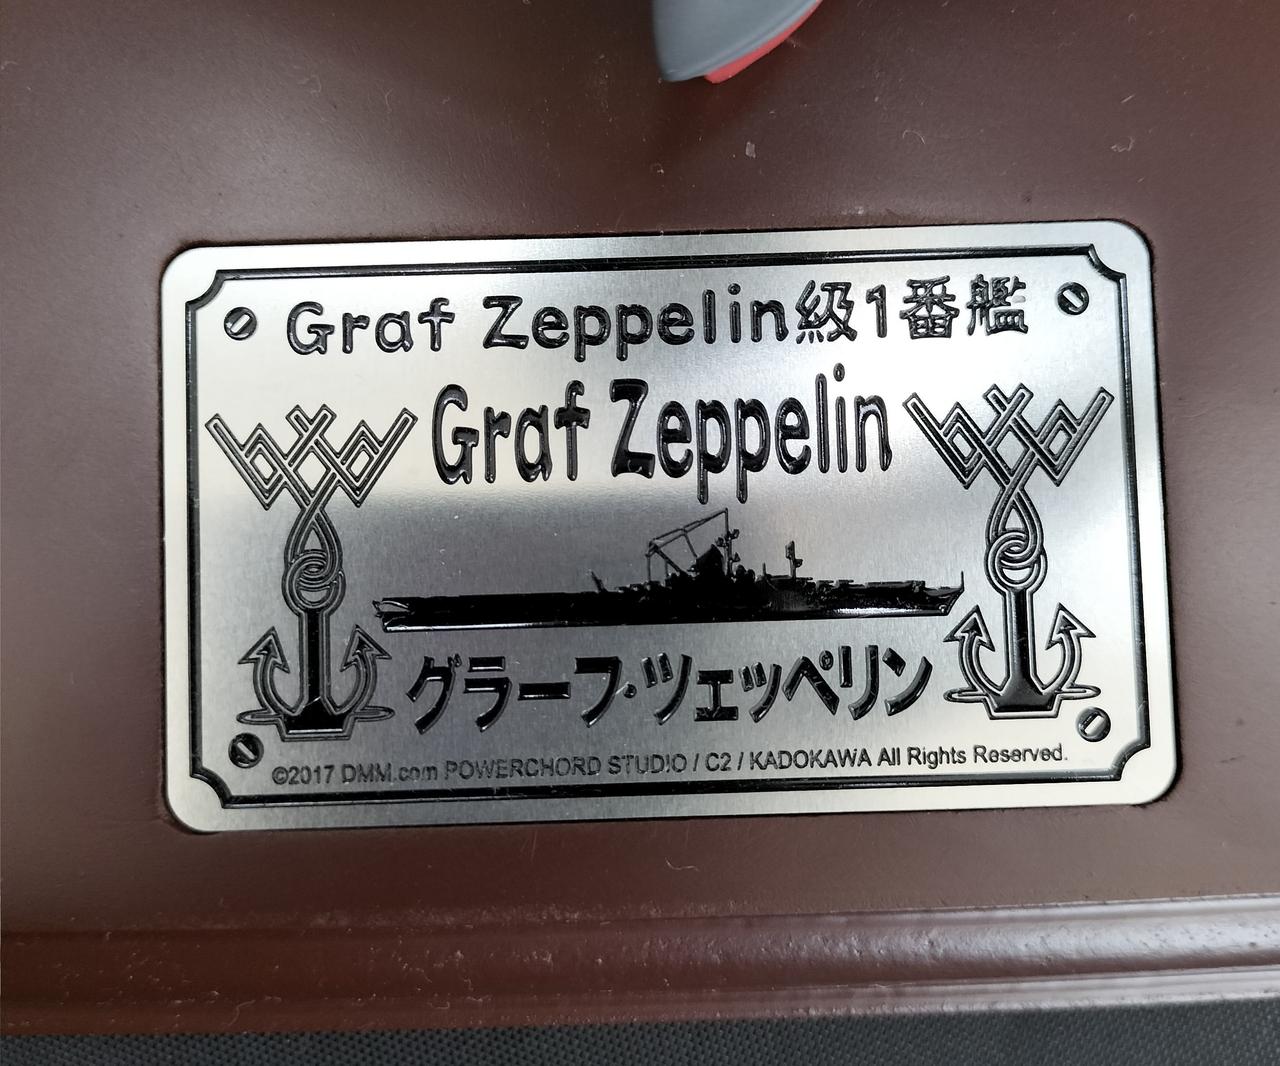 Graf Zeppelin級1番艦
Graf Zeppelin
グラーフ・ツェッペリン
©2017 DMM.com POWERCHORD STUDIO / C2 / KADOKAWA All Rights Reserved.